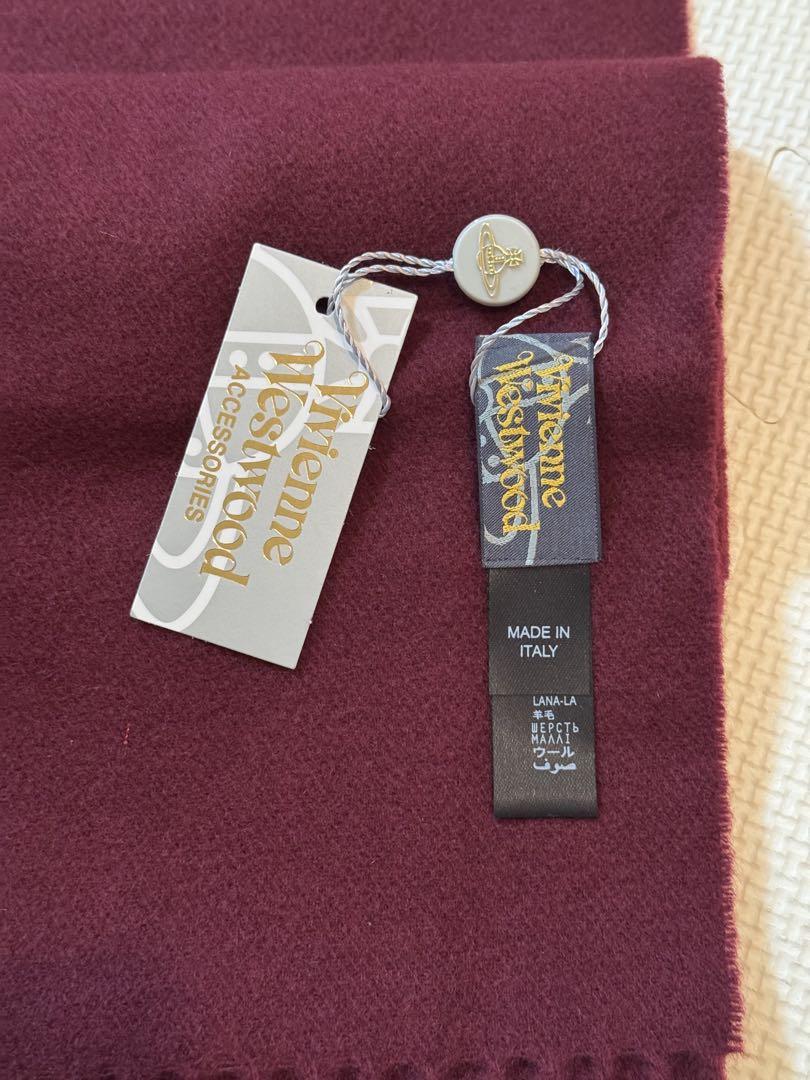 Vivienne
Westwood
ACCESSORIES
Vivienne
Westwood
MADE IN
ITALY
LANA-LA
羊毛
ШЕРСТЬ
ΜΑΛΛΙ
ウール
صوف